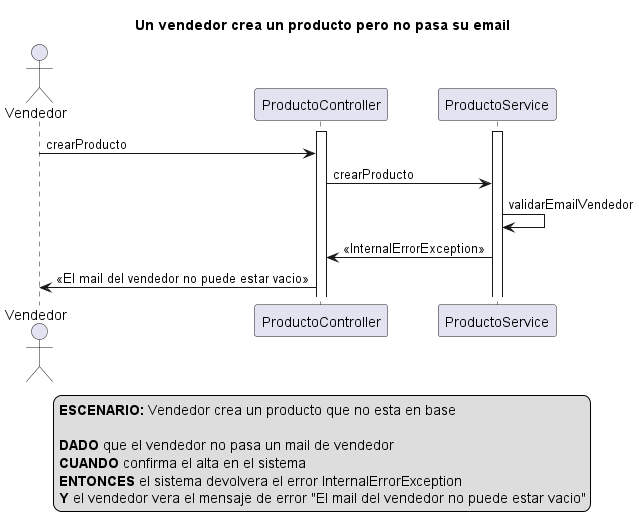 Un vendedor crea un producto pero no pasa su email
Vendedor
ProductoController
ProductoService
crearProducto
crearProducto
validarEmailVendedor
«InternalErrorException»
«El mail del vendedor no puede estar vacio»
Vendedor
ProductoController
ProductoService
ESCENARIO: Vendedor crea un producto que no esta en base
DADO que el vendedor no pasa un mail de vendedor
CUANDO confirma el alta en el sistema
ENTONCES el sistema devolvera el error InternalErrorException
Y el vendedor vera el mensaje de error "El mail del vendedor no puede estar vacio"